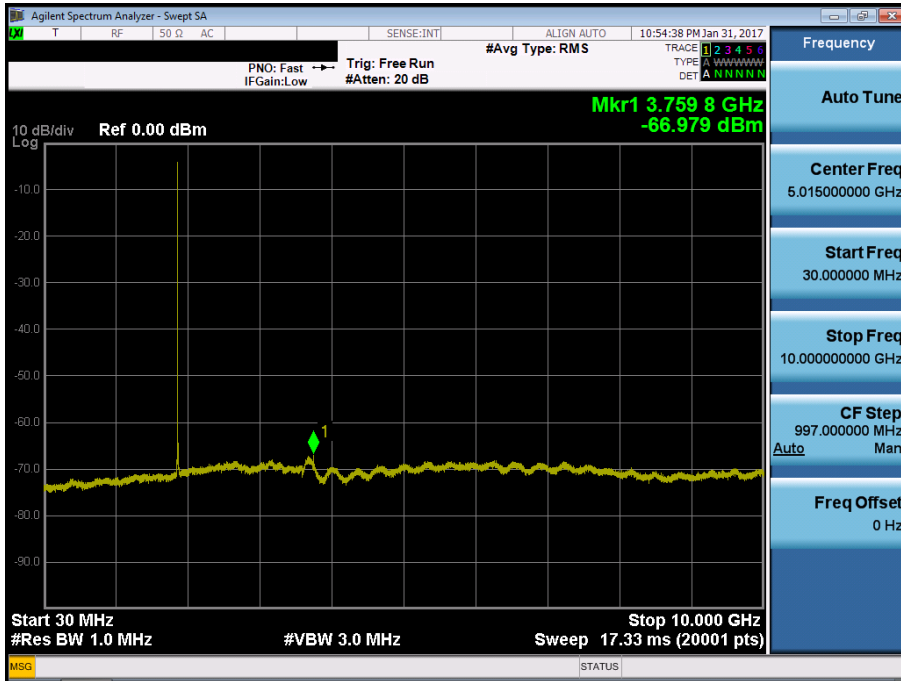 Agilent Spectrum Analyzer - Swept SA
LXI T RF 50 Ω AC SENSE:INT ALIGN AUTO 10:54:38 PM Jan 31, 2017
#Avg Type: RMS TRACE 1 2 3 4 5 6
PNO: Fast Trig: Free Run TYPE A WWWWW
IFGain:Low #Atten: 20 dB DET A N N N N N
Mkr1 3.759 8 GHz
-66.979 dBm
10 dB/div Ref 0.00 dBm
Log
-10.0
-20.0
-30.0
-40.0
-50.0
-60.0
-70.0
-80.0
-90.0
1
Start 30 MHz Stop 10.000 GHz
#Res BW 1.0 MHz #VBW 3.0 MHz Sweep 17.33 ms (20001 pts)
MSG STATUS
Frequency
Auto Tune
Center Freq
5.015000000 GHz
Start Freq
30.000000 MHz
Stop Freq
10.000000000 GHz
CF Step
997.000000 MHz
Auto Man
Freq Offset
0 Hz